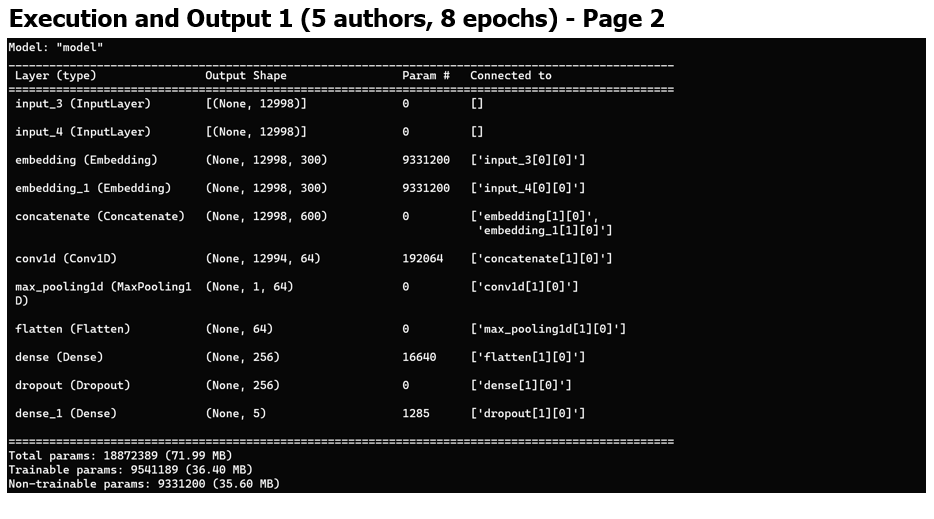 Execution and Output 1 (5 authors, 8 epochs) - Page 2
Model: "model"
Layer (type) Output Shape Param # Connected to
input_3 (InputLayer) [(None, 12998)] 0 []
input_4 (InputLayer) [(None, 12998)] 0 []
embedding (Embedding) (None, 12998, 300) 9331200 ['input_3[0][0]']
embedding_1 (Embedding) (None, 12998, 300) 9331200 ['input_4[0][0]']
concatenate (Concatenate) (None, 12998, 600) 0 ['embedding[1][0]',
'embedding_1[1][0]']
conv1d (Conv1D) (None, 12994, 64) 192064 ['concatenate[1][0]']
max_pooling1d (MaxPooling1 (None, 1, 64) 0 ['conv1d[1][0]']
D)
flatten (Flatten) (None, 64) 0 ['max_pooling1d[1][0]']
dense (Dense) (None, 256) 16640 ['flatten[1][0]']
dropout (Dropout) (None, 256) 0 ['dense[1][0]']
dense_1 (Dense) (None, 5) 1285 ['dropout[1][0]']
Total params: 18872389 (71.99 MB)
Trainable params: 9541189 (36.40 MB)
Non-trainable params: 9331200 (35.60 MB)